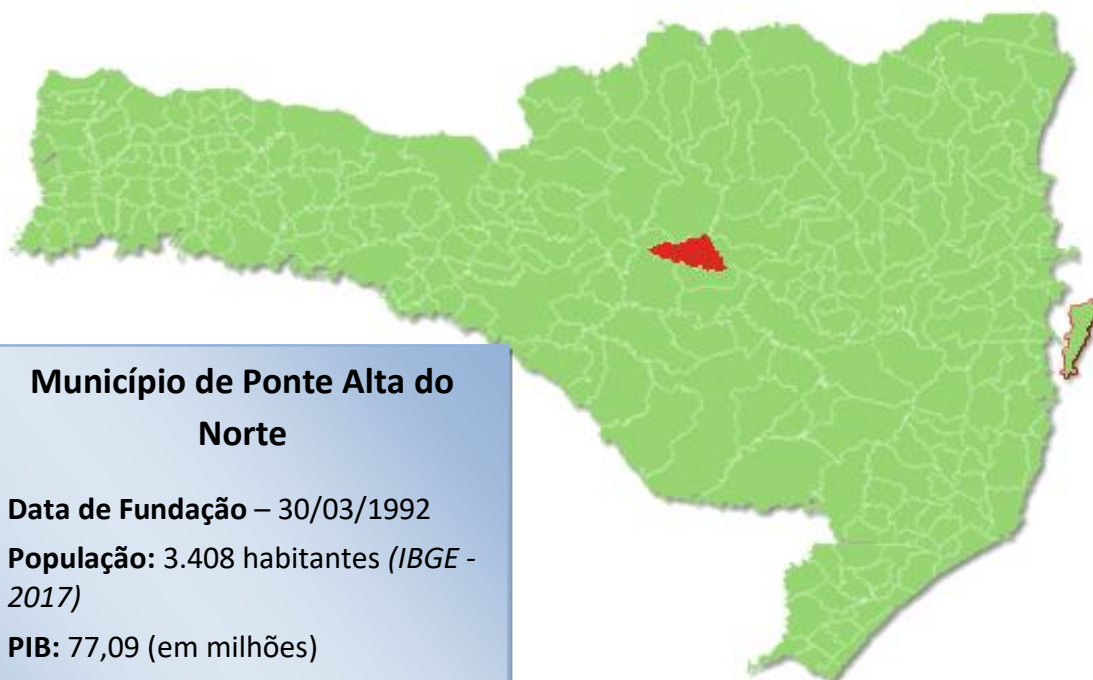 Município de Ponte Alta do
Norte
Data de Fundação – 30/03/1992
População: 3.408 habitantes (IBGE -
2017)
PIB: 77,09 (em milhões)